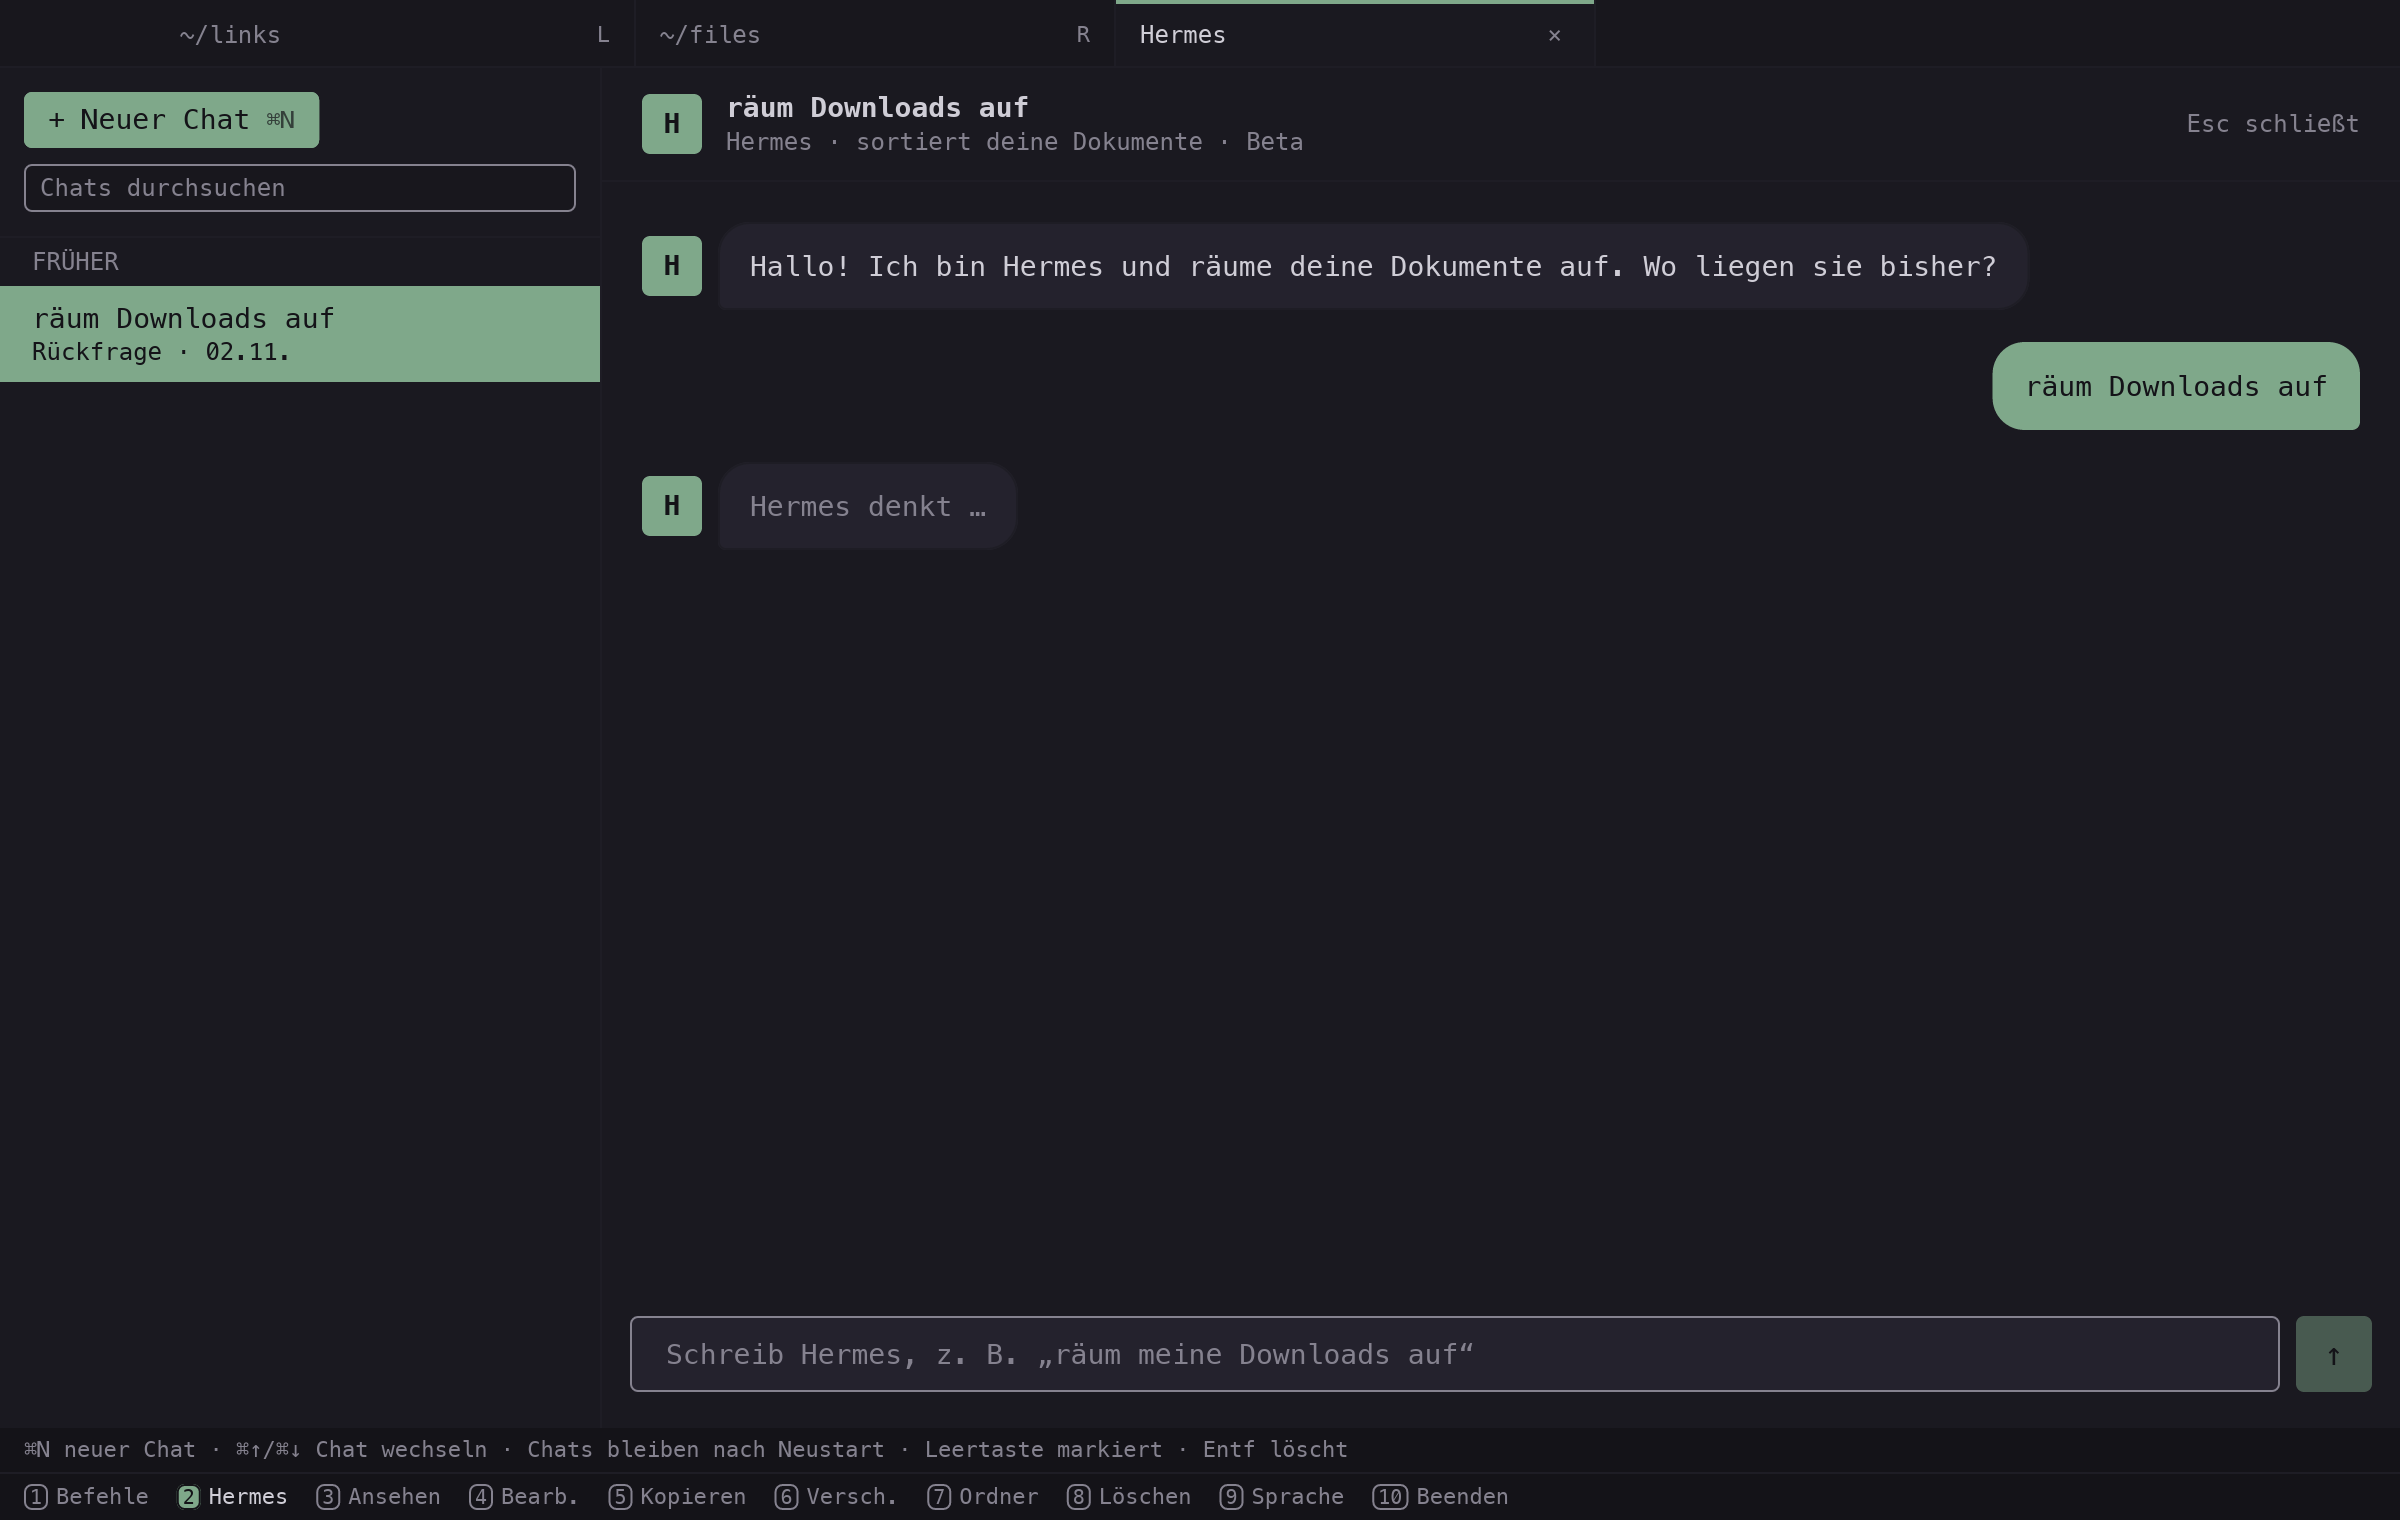 ~/links L ~/files R Hermes ×
+ Neuer Chat ⌘N
Chats durchsuchen
FRÜHER
räum Downloads auf
Rückfrage · 02.11.
H
räum Downloads auf
Hermes · sortiert deine Dokumente · Beta
Esc schließt
H
Hallo! Ich bin Hermes und räume deine Dokumente auf. Wo liegen sie bisher?
räum Downloads auf
H
Hermes denkt …
Schreib Hermes, z. B. „räum meine Downloads auf“
↑
⌘N neuer Chat · ⌘↑/⌘↓ Chat wechseln · Chats bleiben nach Neustart · Leertaste markiert · Entf löscht
1 Befehle 2 Hermes 3 Ansehen 4 Bearb. 5 Kopieren 6 Versch. 7 Ordner 8 Löschen 9 Sprache 10 Beenden